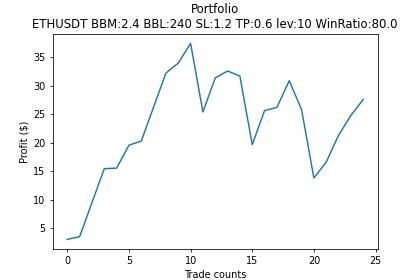 Portfolio
ETHUSDT BBM:2.4 BBL:240 SL:1.2 TP:0.6 lev:10 WinRatio:80.0
35
30
25
20
15
10
5
Profit ($)
0 5 10 15 20 25
Trade counts